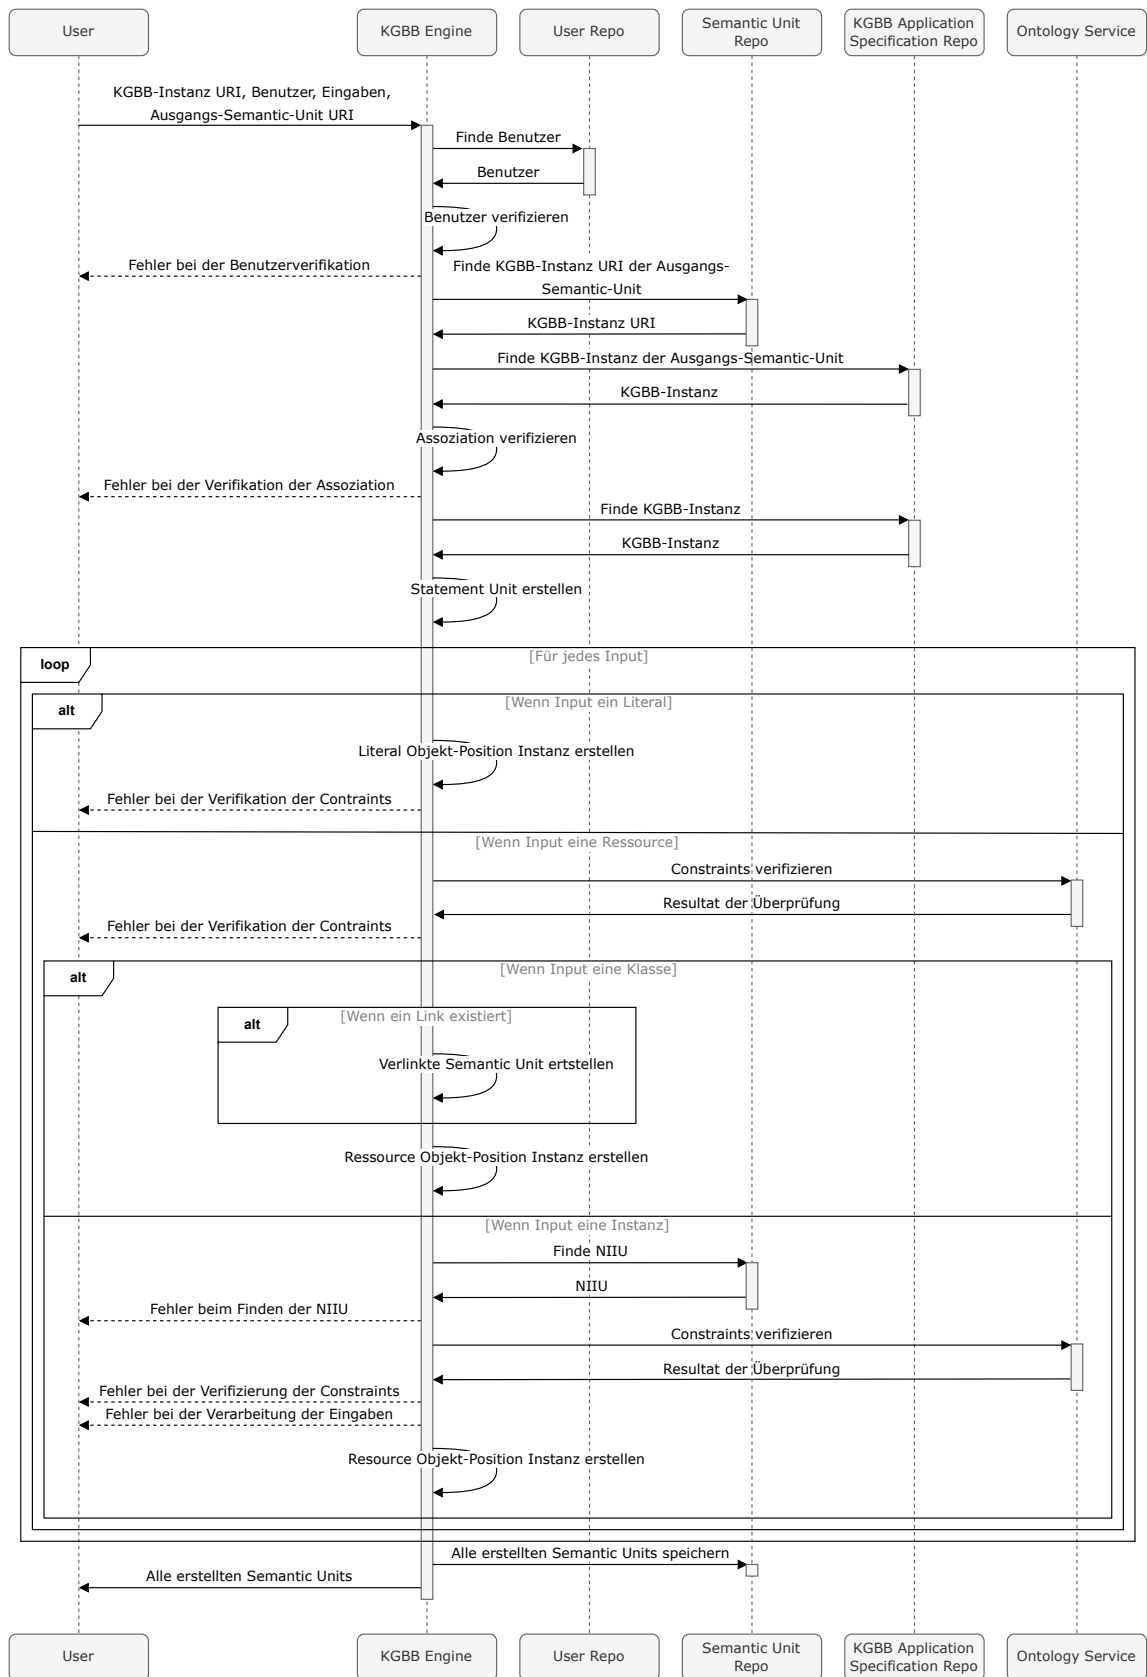 User
KGBB Engine
User Repo
Semantic Unit
Repo
KGBB Application
Specification Repo
Ontology Service
KGBB-Instanz URI, Benutzer, Eingaben,
Ausgangs-Semantic-Unit URI
Finde Benutzer
Benutzer
Benutzer verifizieren
Fehler bei der Benutzerverifikation
Finde KGBB-Instanz URI der Ausgangs-
Semantic-Unit
KGBB-Instanz URI
Finde KGBB-Instanz der Ausgangs-Semantic-Unit
KGBB-Instanz
Assoziation verifizieren
Fehler bei der Verifikation der Assoziation
Finde KGBB-Instanz
KGBB-Instanz
Statement Unit erstellen
loop
[Für jedes Input]
alt
[Wenn Input ein Literal]
Literal Objekt-Position Instanz erstellen
Fehler bei der Verifikation der Contraints
[Wenn Input eine Ressource]
Constraints verifizieren
Resultat der Überprüfung
Fehler bei der Verifikation der Contraints
alt
[Wenn Input eine Klasse]
alt
[Wenn ein Link existiert]
Verlinkte Semantic Unit ertstellen
Ressource Objekt-Position Instanz erstellen
[Wenn Input eine Instanz]
Finde NIIU
NIIU
Fehler beim Finden der NIIU
Constraints verifizieren
Resultat der Überprüfung
Fehler bei der Verifizierung der Constraints
Fehler bei der Verarbeitung der Eingaben
Resource Objekt-Position Instanz erstellen
Alle erstellten Semantic Units speichern
Alle erstellten Semantic Units
User
KGBB Engine
User Repo
Semantic Unit
Repo
KGBB Application
Specification Repo
Ontology Service